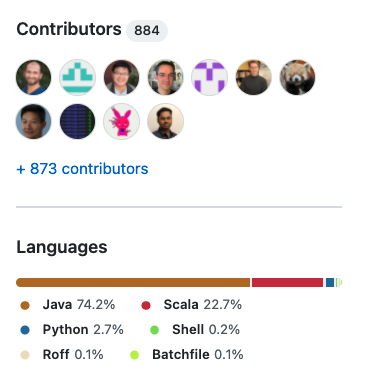 Contributors 884
+ 873 contributors
Languages
Java 74.2% Scala 22.7%
Python 2.7% Shell 0.2%
Roff 0.1% Batchfile 0.1%